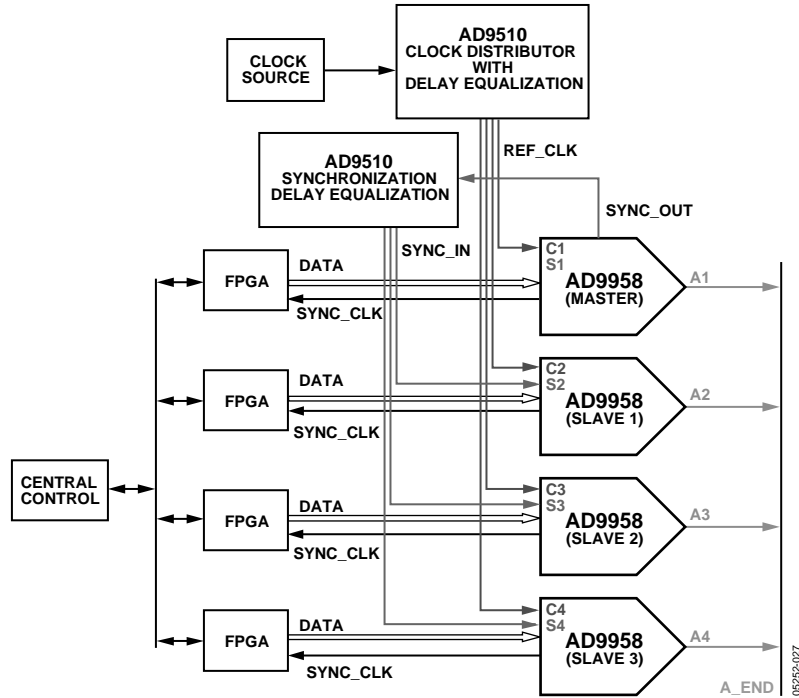 AD9510
CLOCK DISTRIBUTOR
WITH
DELAY EQUALIZATION
CLOCK
SOURCE
REF_CLK
AD9510
SYNCHRONIZATION
DELAY EQUALIZATION
SYNC_OUT
SYNC_IN
FPGA
DATA
SYNC_CLK
C1
S1
AD9958
(MASTER)
A1
FPGA
DATA
SYNC_CLK
C2
S2
AD9958
(SLAVE 1)
A2
CENTRAL
CONTROL
FPGA
DATA
SYNC_CLK
C3
S3
AD9958
(SLAVE 2)
A3
FPGA
DATA
SYNC_CLK
C4
S4
AD9958
(SLAVE 3)
A4
A_END
05252-027